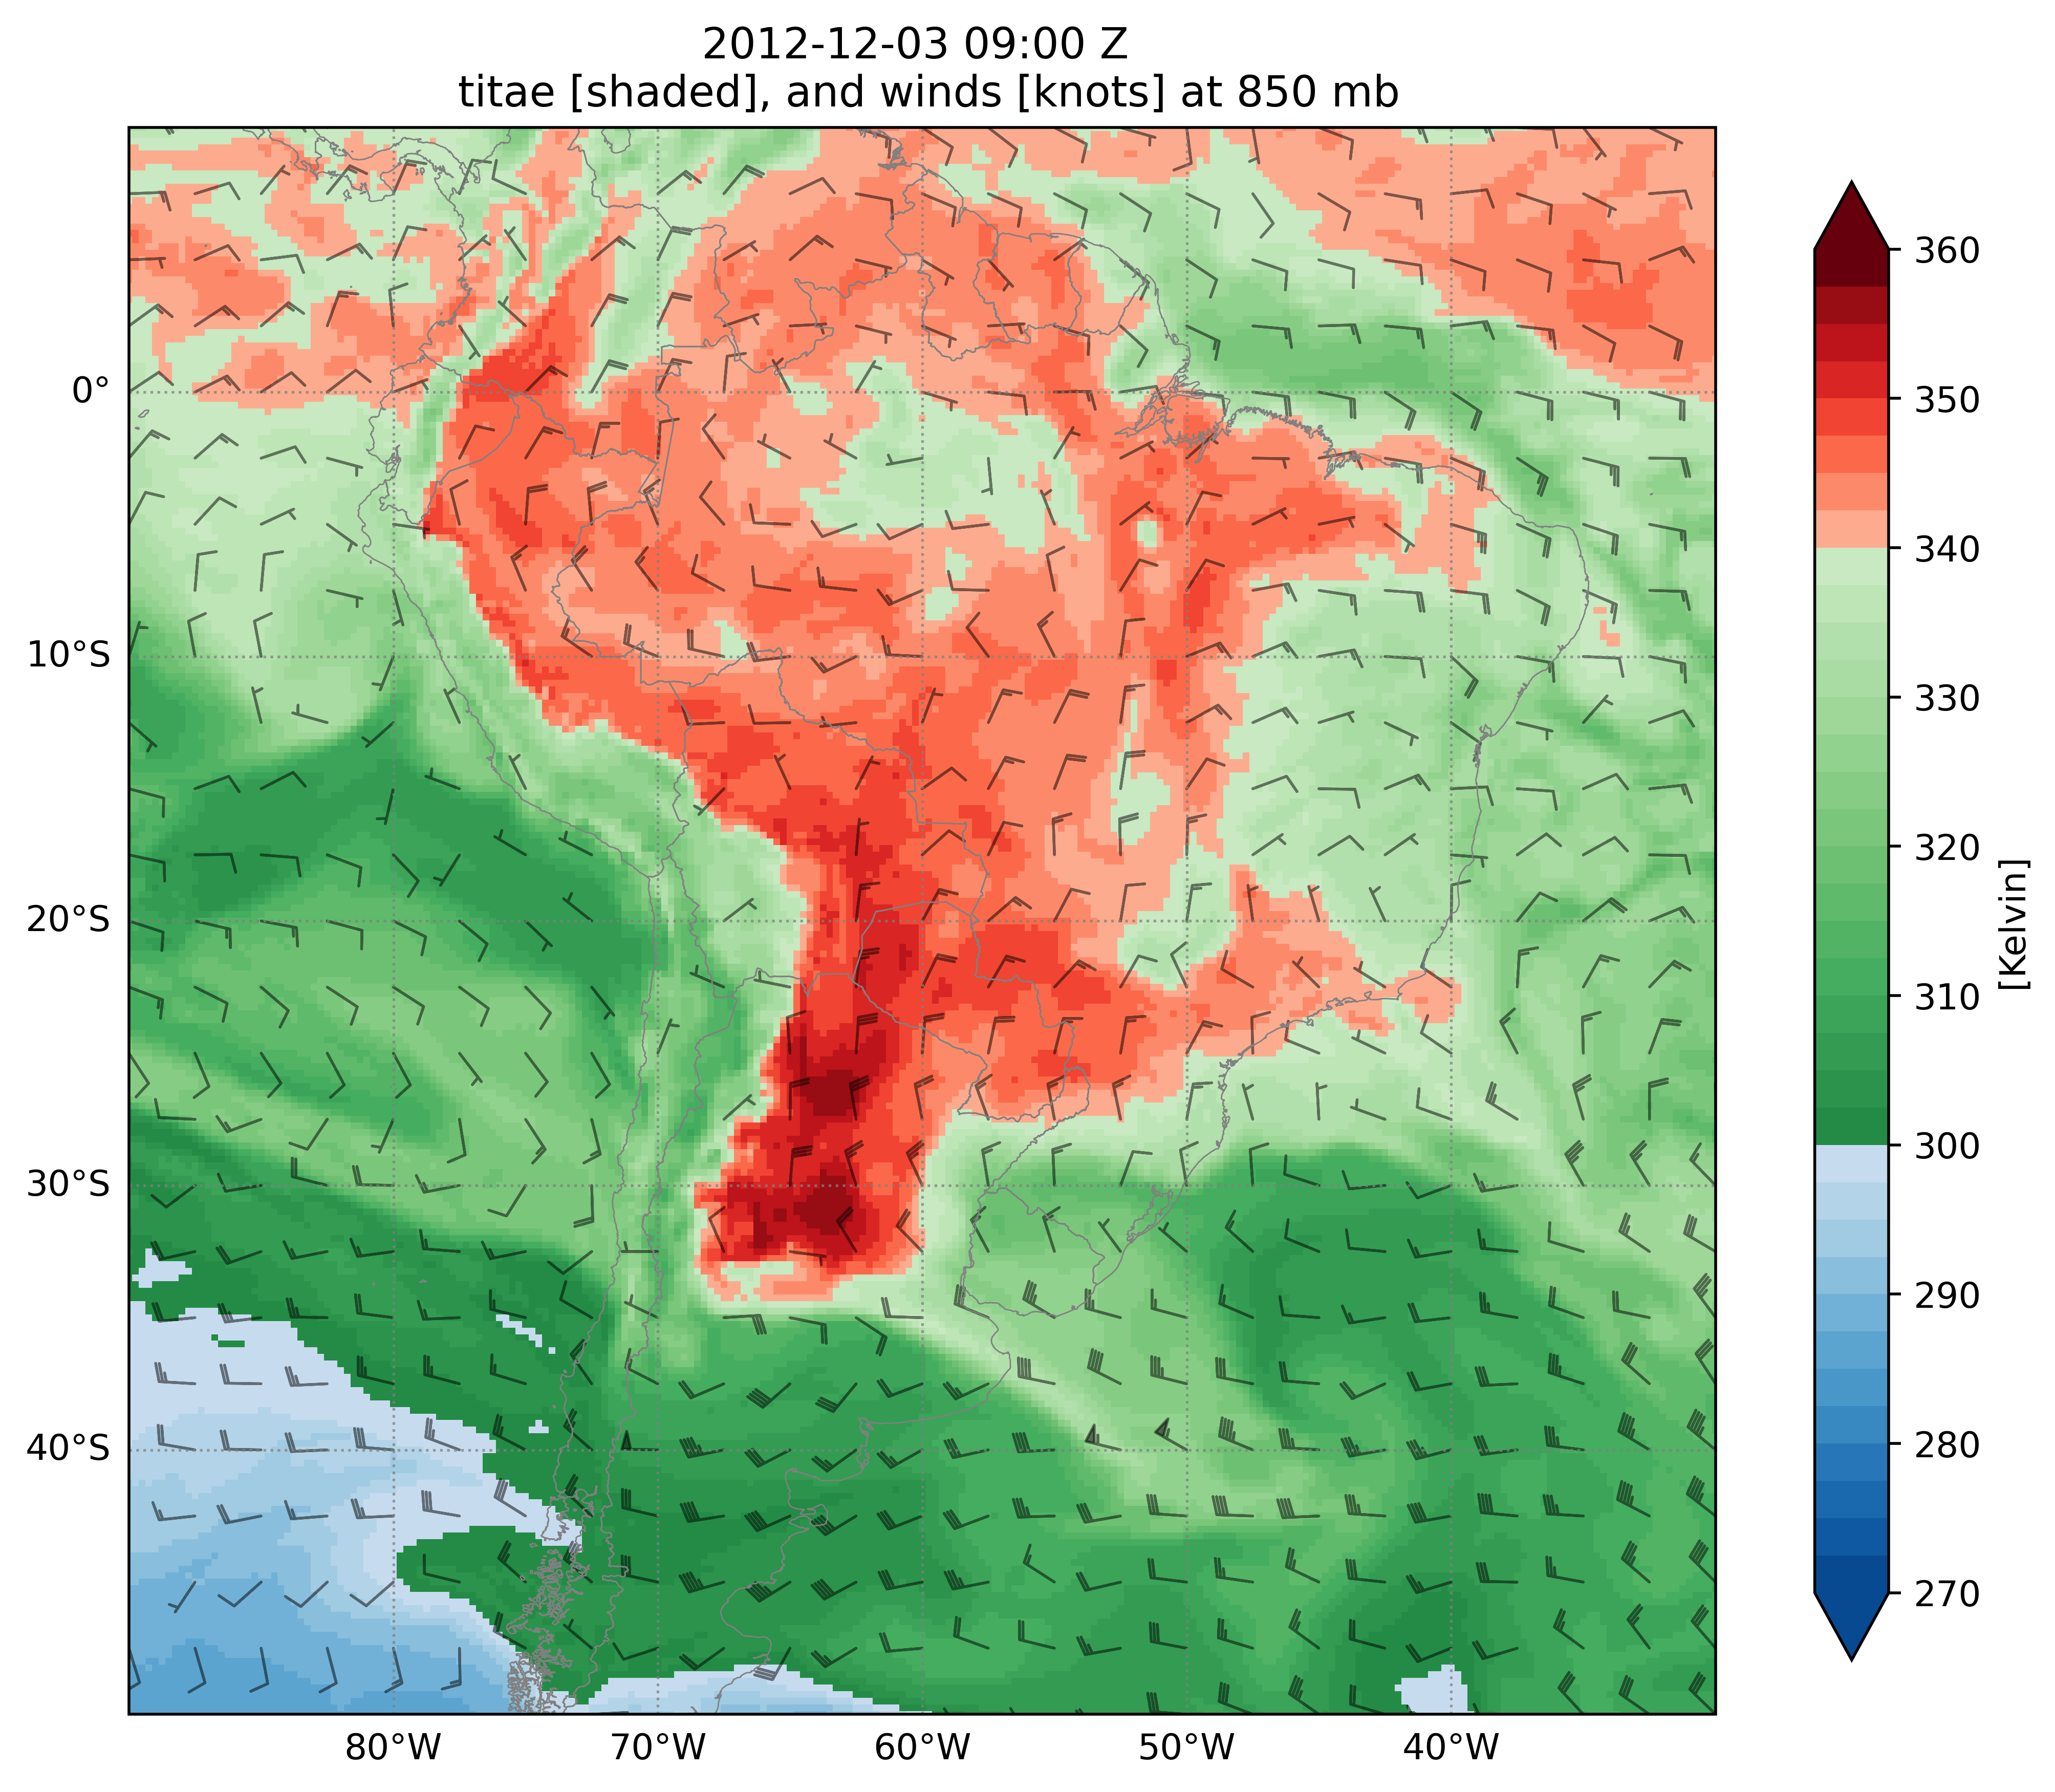 2012-12-03 09:00 Z
titae [shaded], and winds [knots] at 850 mb
0°
10°S
20°S
30°S
40°S
80°W
70°W
60°W
50°W
40°W
360
350
340
330
320
310
300
290
280
270
[Kelvin]